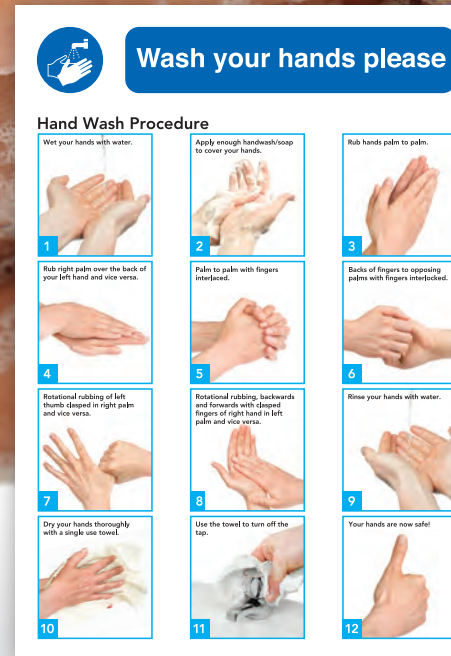 Wash your hands please
Hand Wash Procedure
Wet your hands with water.
1
Apply enough handwash/soap
to cover your hands.
2
Rub hands palm to palm.
3
Rub right palm over the back of
your left hand and vice versa.
4
Palm to palm with fingers
interlaced.
5
Backs of fingers to opposing
palms with fingers interlocked.
6
Rotational rubbing of left
thumb clasped in right palm
and vice versa.
7
Rotational rubbing, backwards
and forwards with clasped
fingers of right hand in left
palm and vice versa.
8
Rinse your hands with water.
9
Dry your hands thoroughly
with a single use towel.
10
Use the towel to turn off the
tap.
11
Your hands are now safe!
12